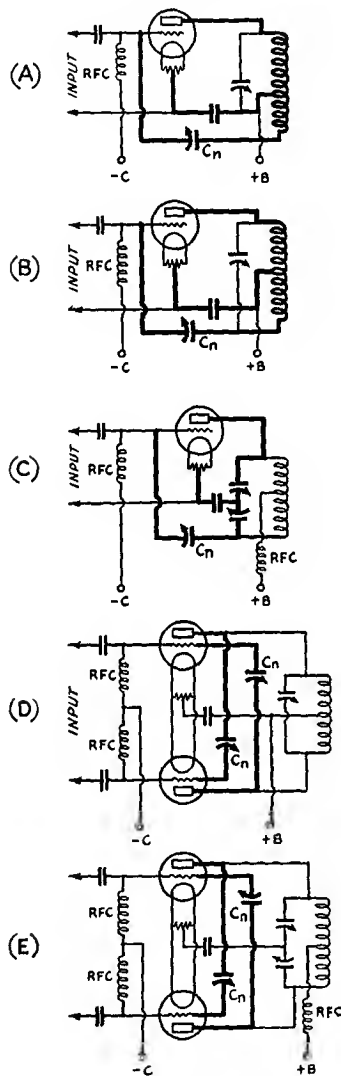 (A)
INPUT
RFC
Cn
-C
+B
(B)
INPUT
RFC
Cn
-C
+B
(C)
INPUT
RFC
Cn
RFC
-C
+B
(D)
INPUT
RFC
RFC
Cn
Cn
-C
+B
(E)
RFC
RFC
Cn
Cn
RFC
-C
+B